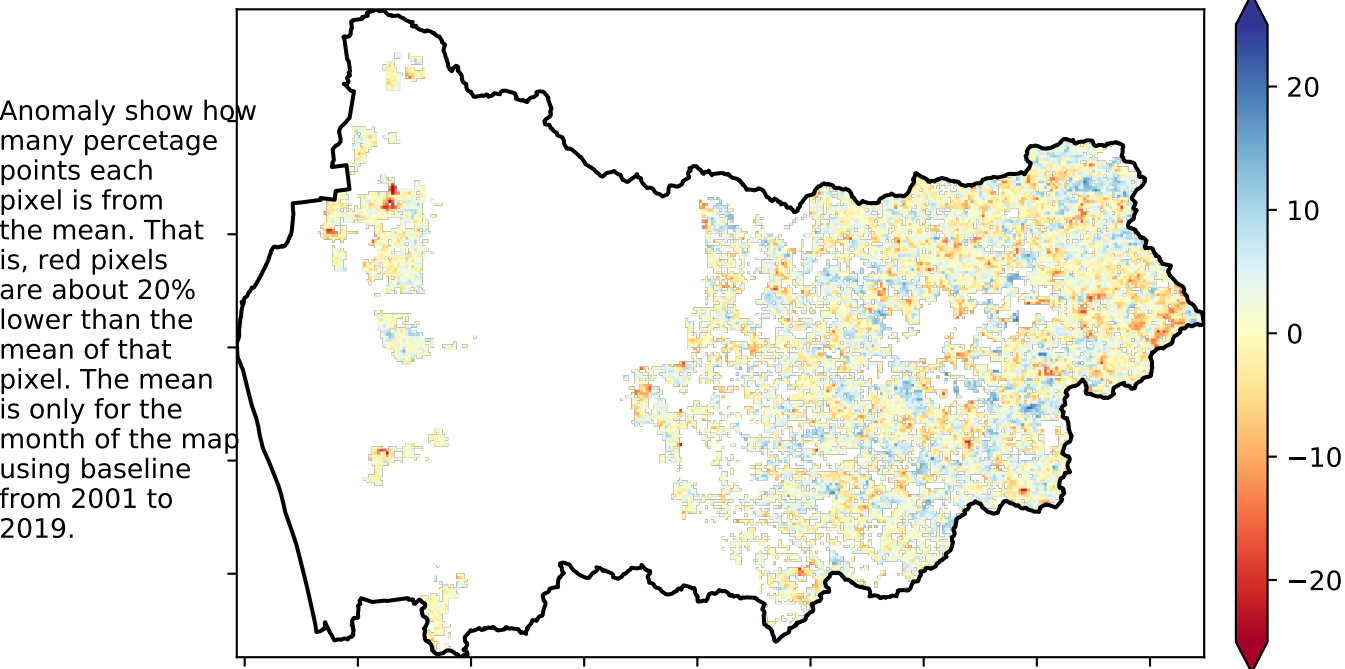 Anomaly show how
many percetage
points each
pixel is from
the mean. That
is, red pixels
are about 20%
lower than the
mean of that
pixel. The mean
is only for the
month of the map
using baseline
from 2001 to
2019.
20
10
0
−10
−20